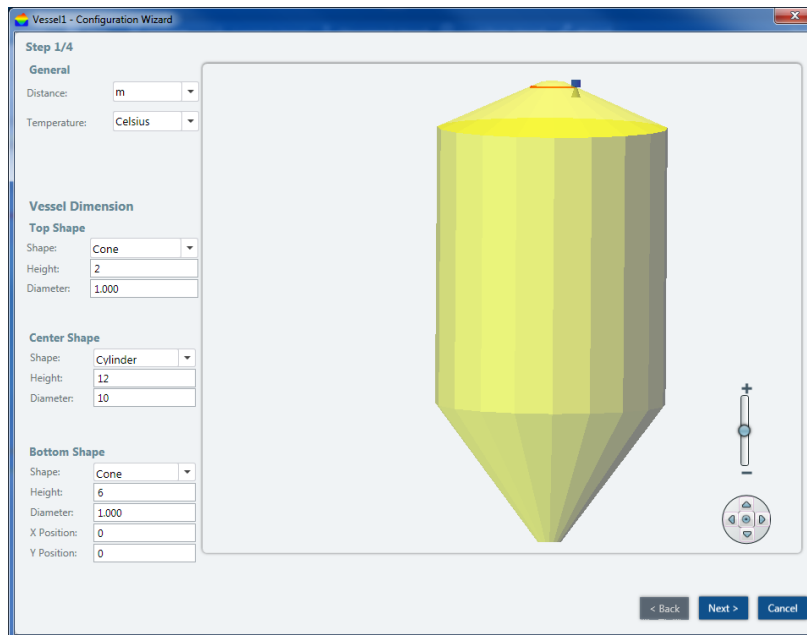 Vessel1 - Configuration Wizard
Step 1/4
General
Distance: m
Temperature: Celsius
Vessel Dimension
Top Shape
Shape: Cone
Height: 2
Diameter: 1.000
Center Shape
Shape: Cylinder
Height: 12
Diameter: 10
Bottom Shape
Shape: Cone
Height: 6
Diameter: 1.000
X Position: 0
Y Position: 0
< Back Next > Cancel